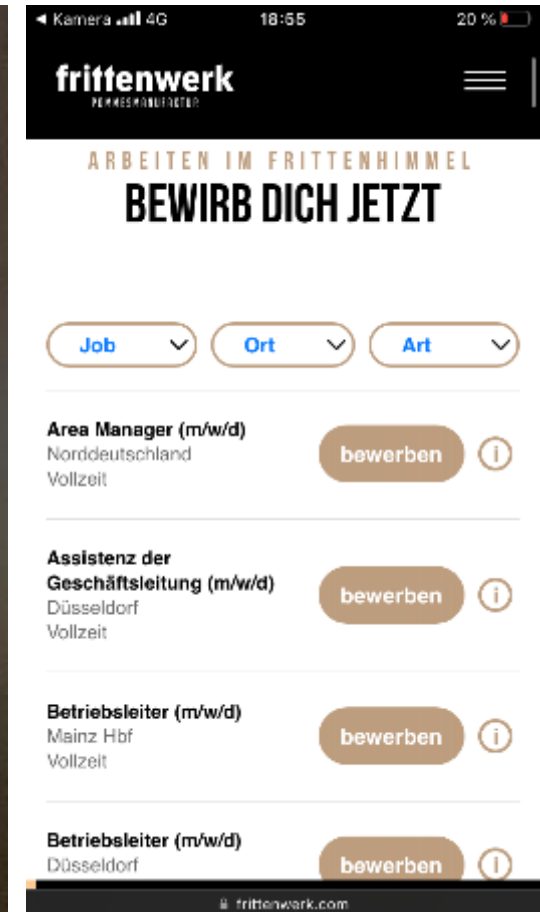 ◀ Kamera 4G 18:55 20 %
frittenwerk
POMMESMANUFAKTUR
ARBEITEN IM FRITTENHIMMEL
BEWIRB DICH JETZT
Job Ort Art
Area Manager (m/w/d)
Norddeutschland
Vollzeit
bewerben i
Assistenz der
Geschäftsleitung (m/w/d)
Düsseldorf
Vollzeit
bewerben i
Betriebsleiter (m/w/d)
Mainz Hbf
Vollzeit
bewerben i
Betriebsleiter (m/w/d)
Düsseldorf
bewerben i
frittenwerk.com